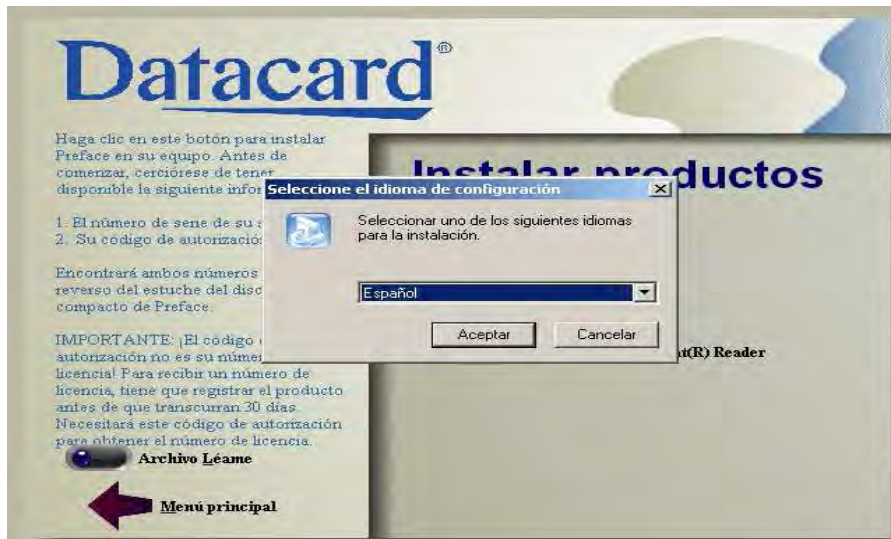 Datacard®
Haga clic en este botón para instalar
Preface en su equipo. Antes de
comenzar, cerciórese de tener
disponible la siguiente infor
1. El número de serie de su s
2. Su código de autorizació
Encontrará ambos números
reverso del estuche del disc
compacto de Preface.
IMPORTANTE: ¡El código
autorización no es su núme
licencia! Para recibir un número de
licencia, tiene que registrar el producto
antes de que transcurran 30 días.
Necesitará este código de autorización
para obtener el número de licencia.
Archivo Léame
Menú principal
Instalar productos
Seleccione el idioma de configuración
Seleccionar uno de los siguientes idiomas
para la instalación.
Español
Aceptar Cancelar
t(R) Reader